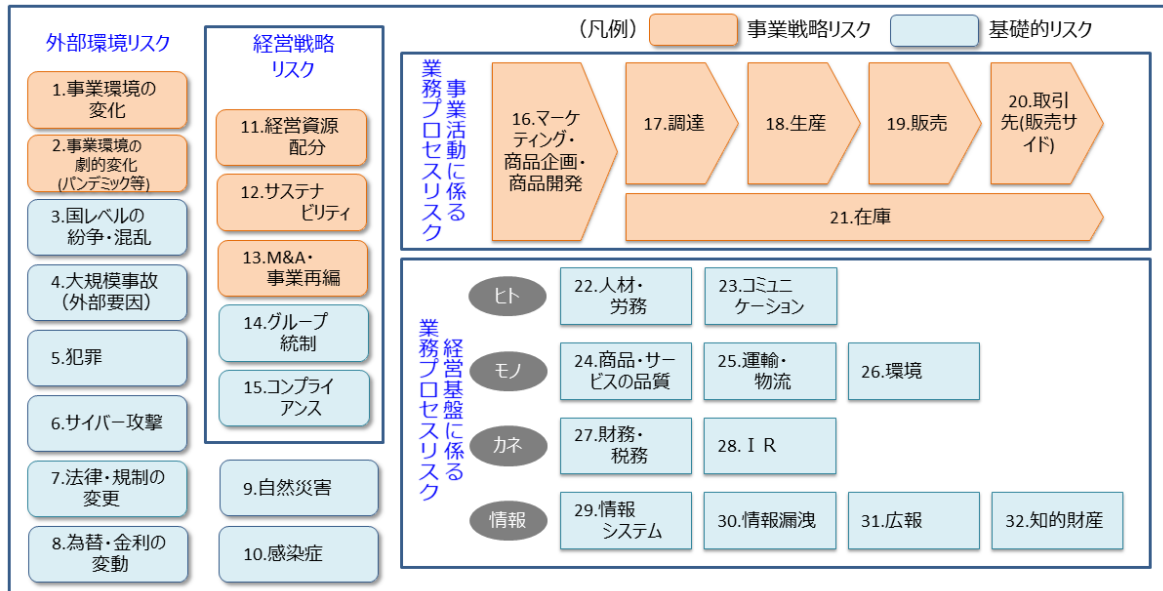 (凡例)
事業戦略リスク
基礎的リスク
外部環境リスク
1.事業環境の
変化
2.事業環境の
劇的変化
(パンデミック等)
3.国レベルの
紛争・混乱
4.大規模事故
(外部要因)
5.犯罪
6.サイバー攻撃
7.法律・規制の
変更
8.為替・金利の
変動
経営戦略
リスク
11.経営資源
配分
12.サステナ
ビリティ
13.M&A・
事業再編
14.グループ
統制
15.コンプライ
アンス
9.自然災害
10.感染症
事業活動に係る
業務プロセスリスク
16.マーケ
ティング・
商品企画・
商品開発
17.調達
18.生産
19.販売
20.取引
先(販売サ
イド)
21.在庫
経営基盤に係る
業務プロセスリスク
ヒト
22.人材・
労務
23.コミュニ
ケーション
モノ
24.商品・サー
ビスの品質
25.運輸・
物流
26.環境
カネ
27.財務・
税務
28.IR
情報
29.情報
システム
30.情報漏洩
31.広報
32.知的財産